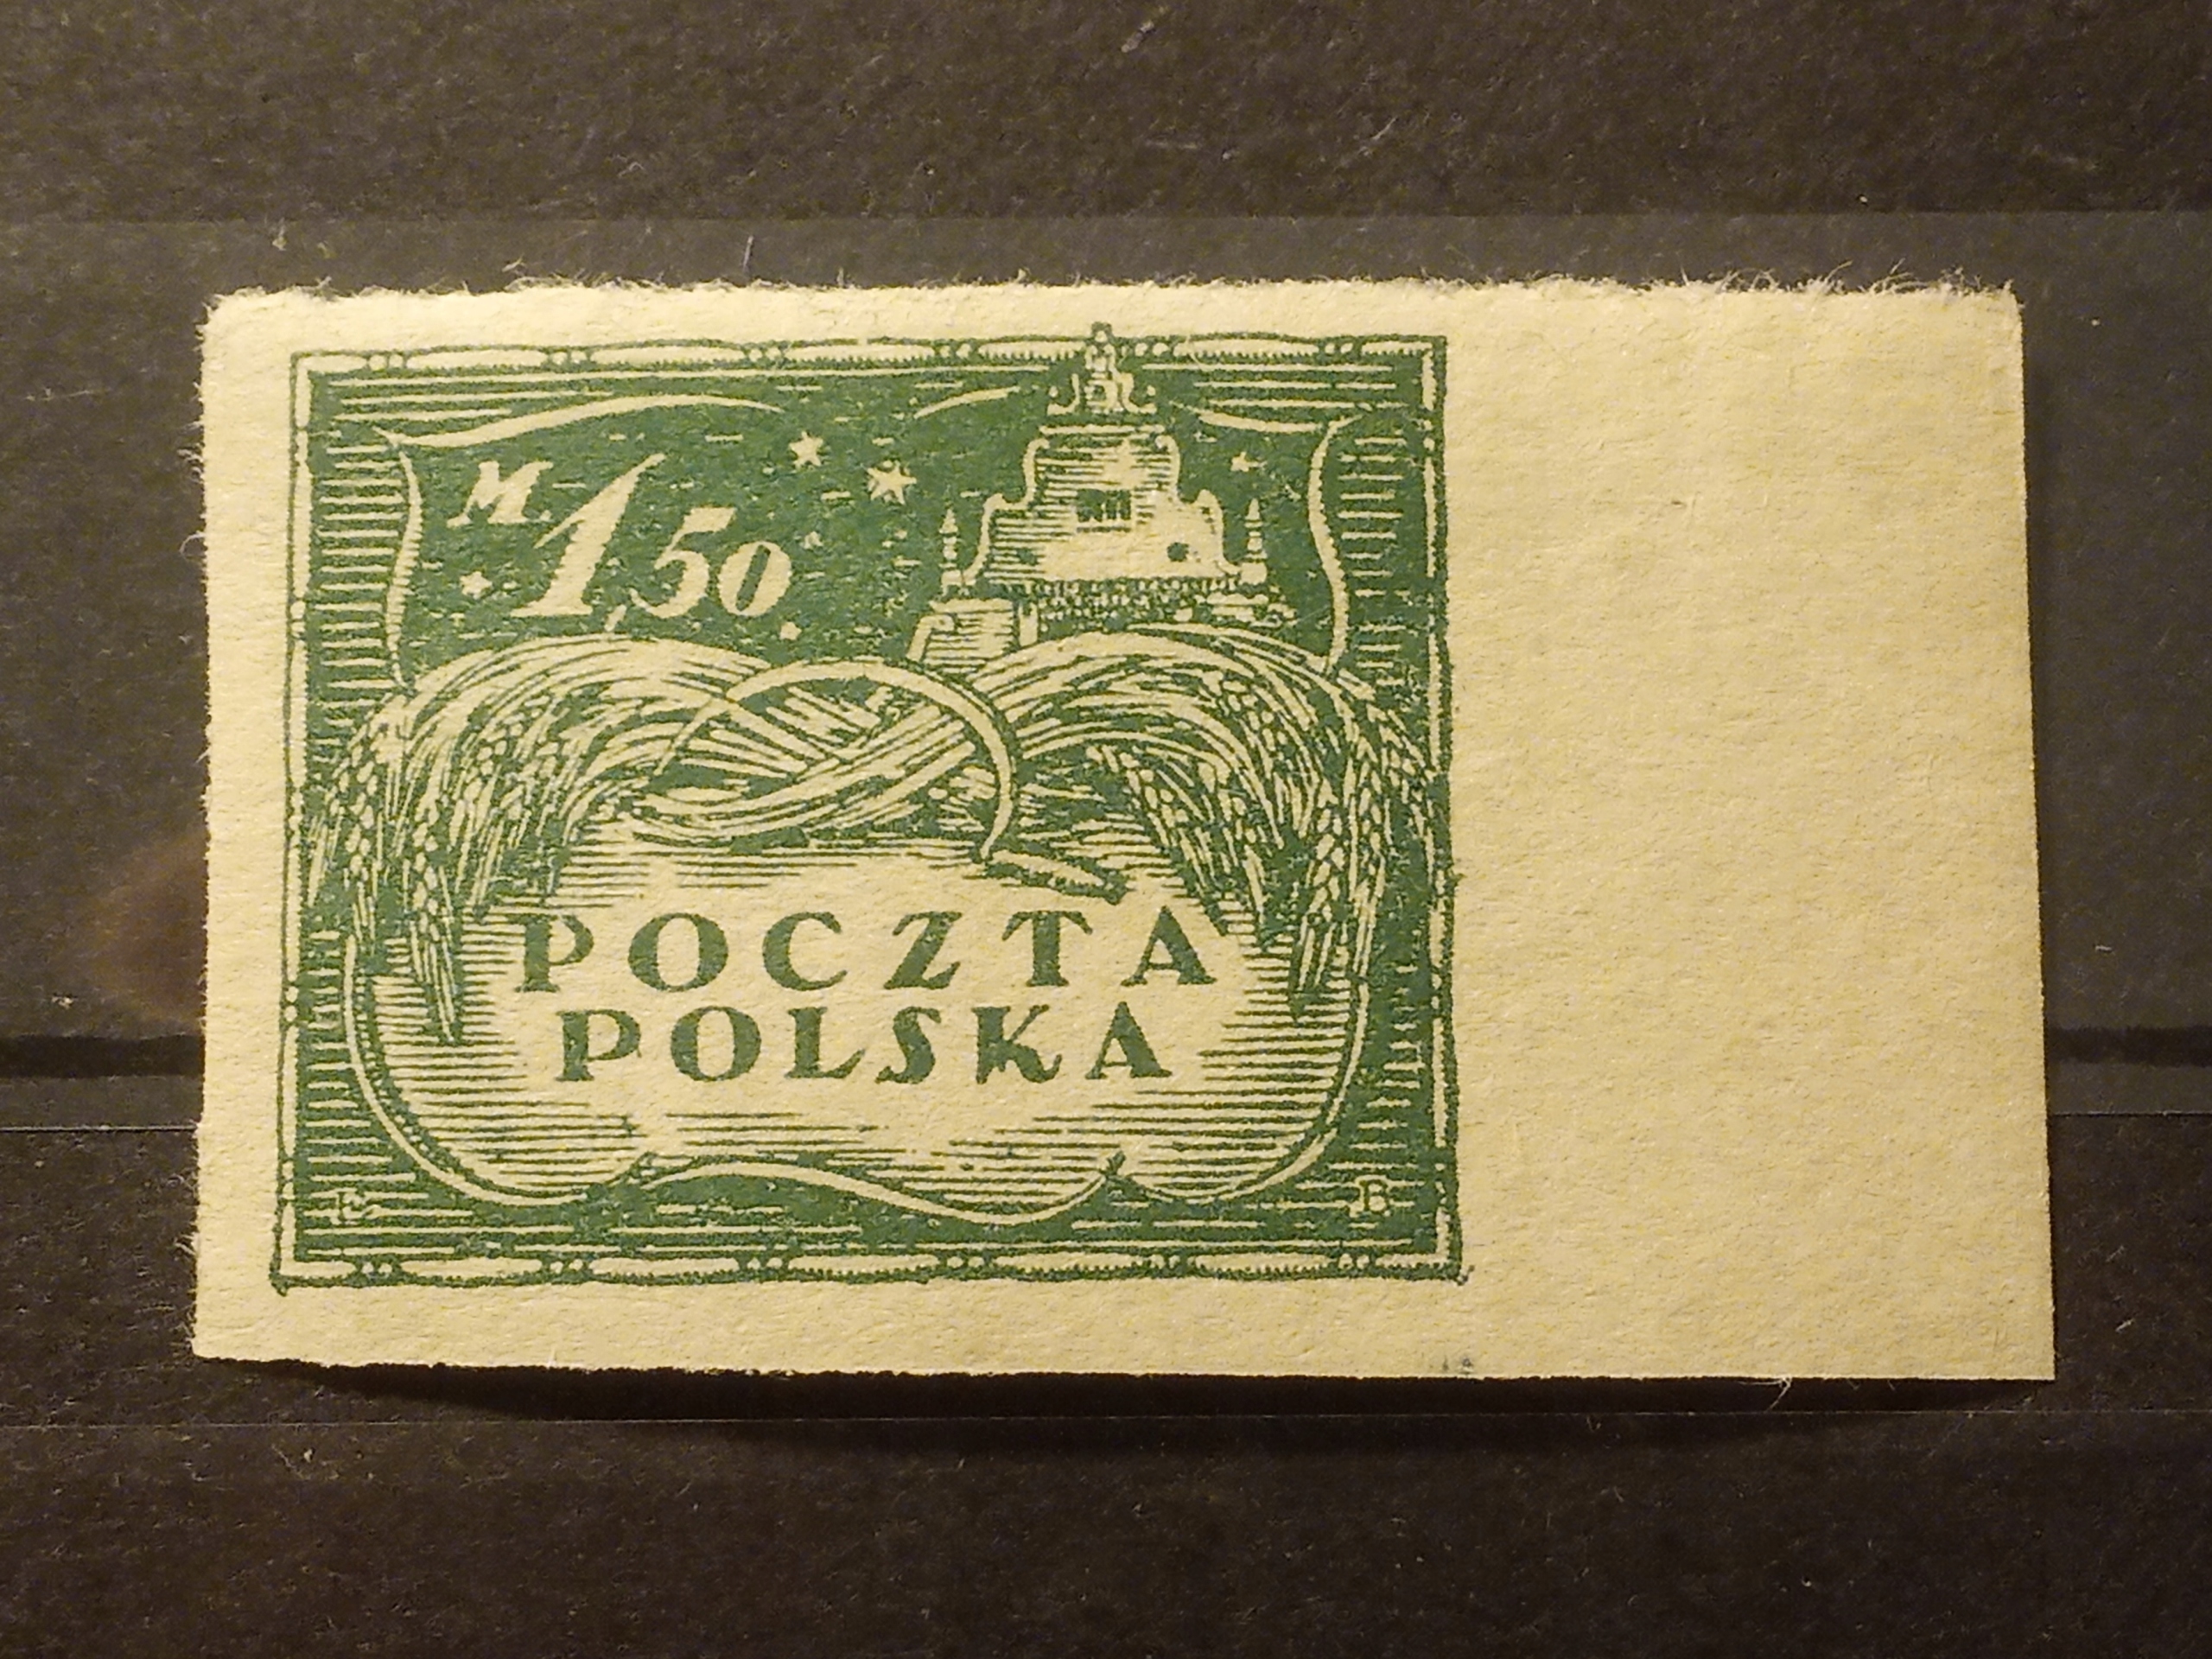 M. 1,50
POCZTA
POLSKA
E B